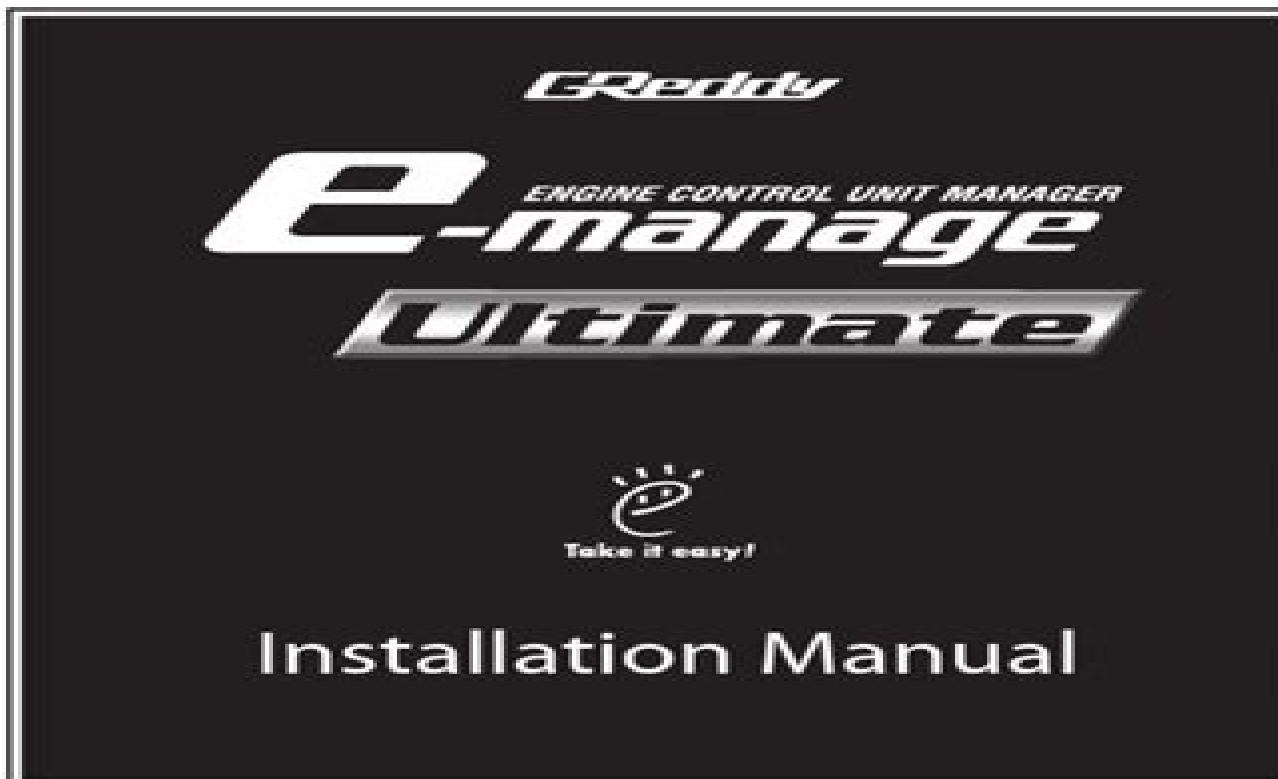 GReddy
ENGINE CONTROL UNIT MANAGER
e-manage
Ultimate
Take it easy!
Installation Manual